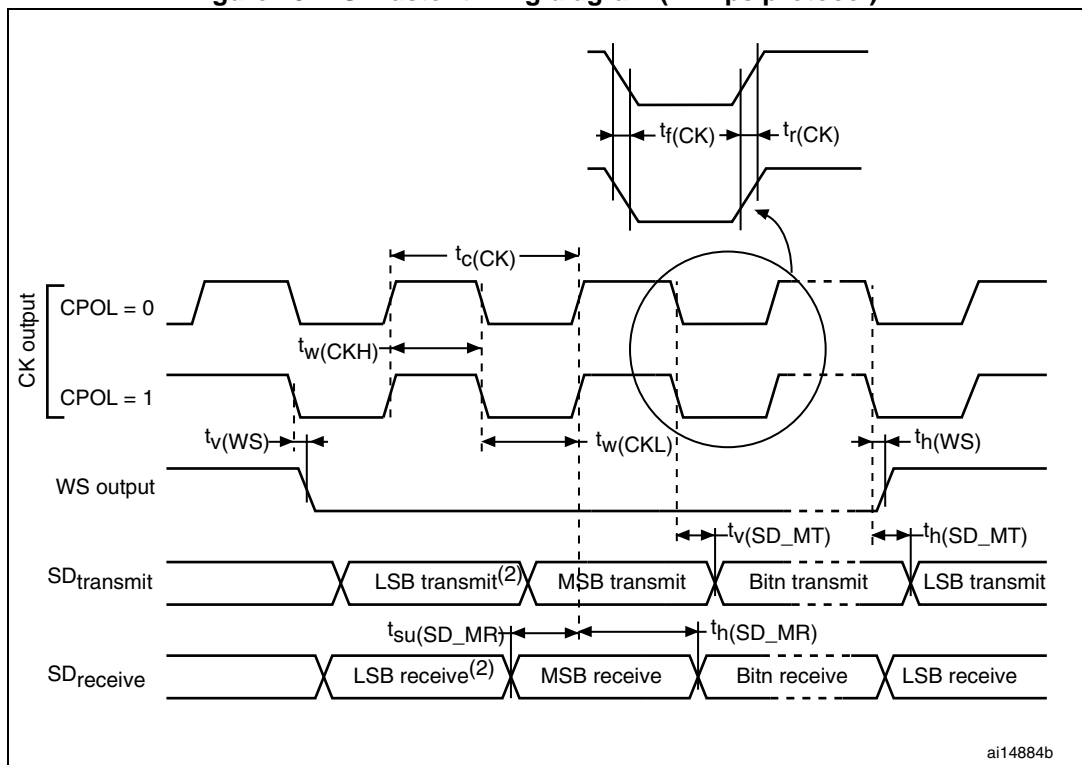 tf(CK)
tr(CK)
tc(CK)
CK output
CPOL = 0
tw(CKH)
CPOL = 1
tv(WS)
tw(CKL)
th(WS)
WS output
tv(SD_MT)
th(SD_MT)
SDtransmit
LSB transmit(2)
MSB transmit
Bitn transmit
LSB transmit
tsu(SD_MR)
th(SD_MR)
SDreceive
LSB receive(2)
MSB receive
Bitn receive
LSB receive
ai14884b